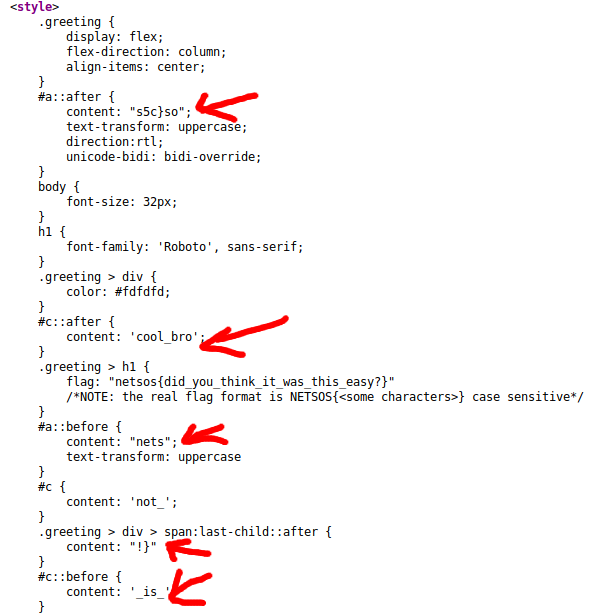 <style>
.greeting {
display: flex;
flex-direction: column;
align-items: center;
}
#a::after {
content: "s5c}so";
text-transform: uppercase;
direction:rtl;
unicode-bidi: bidi-override;
}
body {
font-size: 32px;
}
h1 {
font-family: 'Roboto', sans-serif;
}
.greeting > div {
color: #fdfdfd;
}
#c::after {
content: 'cool_bro';
}
.greeting > h1 {
flag: "netsos{did_you_think_it_was_this_easy?}"
/*NOTE: the real flag format is NETSOS{<some characters>} case sensitive*/
}
#a::before {
content: "nets";
text-transform: uppercase
}
#c {
content: 'not_';
}
.greeting > div > span:last-child::after {
content: "!}"
}
#c::before {
content: '_is_'
}